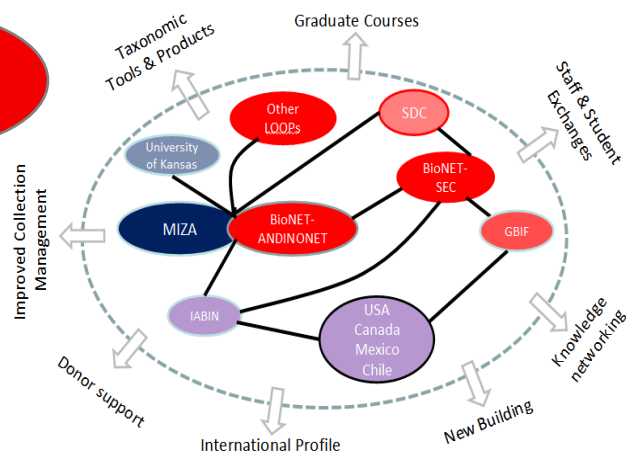 Graduate Courses
Taxonomic
Tools & Products
Other
LOOPs
SDC
Staff & Student
Exchanges
University
of Kansas
BioNET-
SEC
Improved Collection
Management
MIZA
BioNET-
ANDINONET
GBIF
IABIN
USA
Canada
Mexico
Chile
Knowledge
networking
Donor support
New Building
International Profile